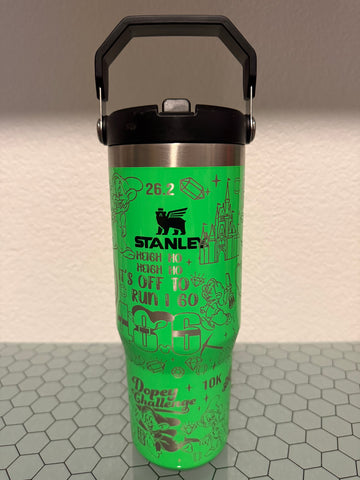 26.2
STANLEY
HEIGH HO
HEIGH HO
IT'S OFF TO
RUN I GO
Dopey
Challenge
10K